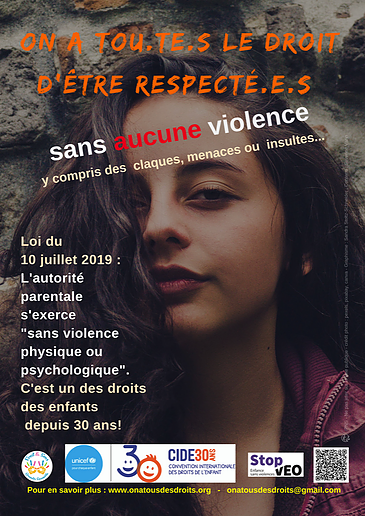 ON A TOU.TE.S LE DROIT
D'ÊTRE RESPECTÉ.E.S
sans aucune violence
y compris des claques, menaces ou insultes...
Loi du
10 juillet 2019 :
L'autorité
parentale
s'exerce
"sans violence
physique ou
psychologique".
C'est un des droits
des enfants
depuis 30 ans!
unicef
30
CIDE30ANS
CONVENTION INTERNATIONALE
DES DROITS DE L'ENFANT
Stop
VEO
Enfance
sans violences
Pour en savoir plus : www.onatousdesdroits.org - onatousdesdroits@gmail.com